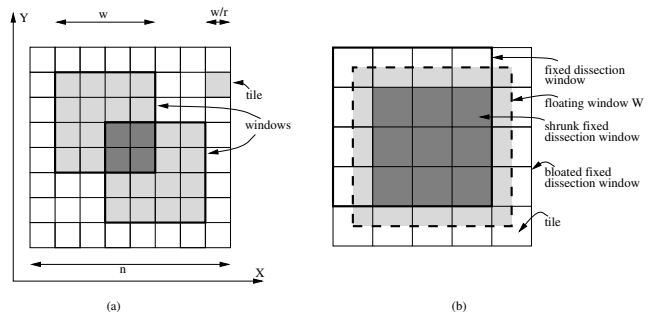 Y
w
w/r
tile
windows
n
X
(a)
fixed dissection
window
floating window W
shrunk fixed
dissection window
bloated fixed
dissection window
tile
(b)